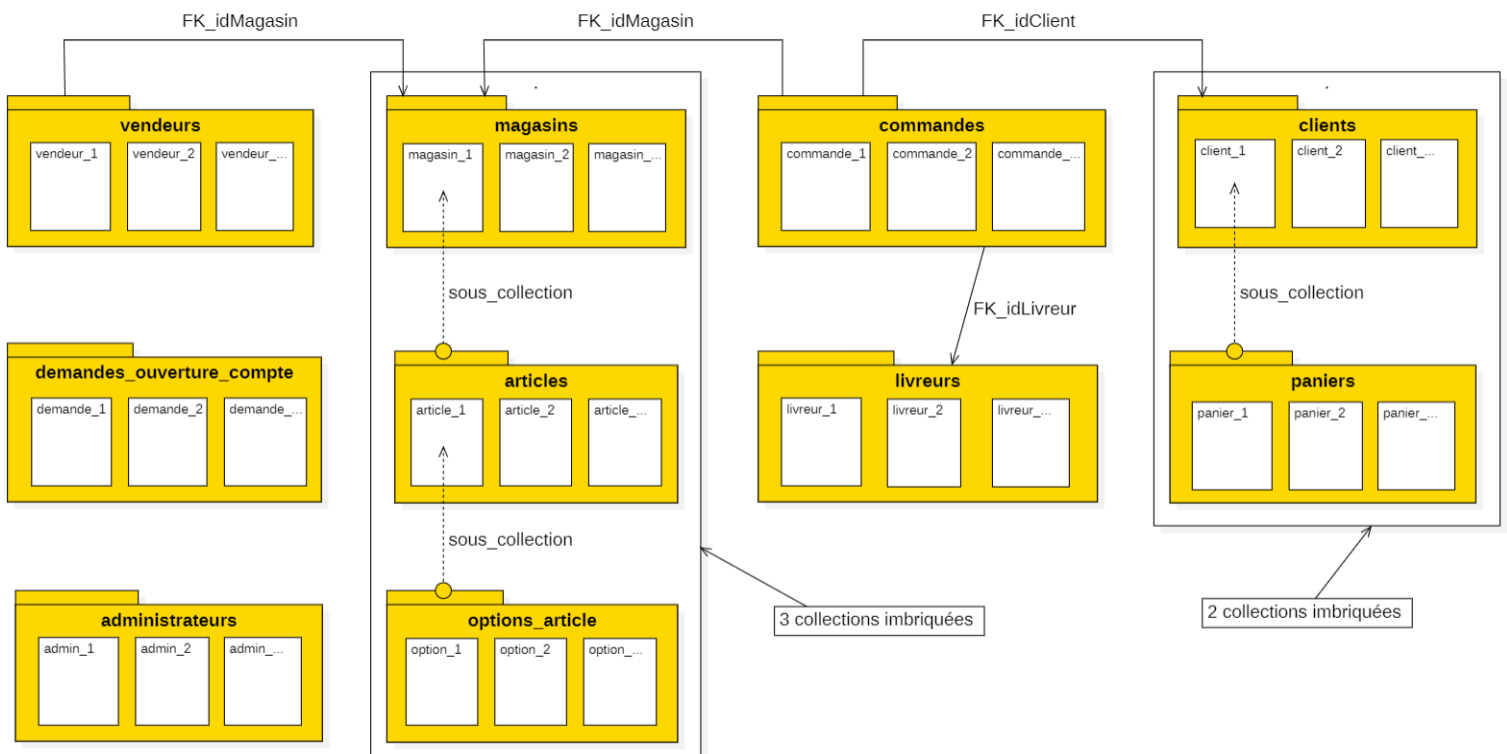 FK_idMagasin
FK_idMagasin
FK_idClient
vendeurs
vendeur_1 vendeur_2 vendeur_...
magasins
magasin_1 magasin_2 magasin_...
commandes
commande_1 commande_2 commande_...
clients
client_1 client_2 client_...
sous_collection
FK_idLivreur
sous_collection
demandes_ouverture_compte
demande_1 demande_2 demande_...
articles
article_1 article_2 article_...
livreurs
livreur_1 livreur_2 livreur_...
paniers
panier_1 panier_2 panier_...
sous_collection
administrateurs
admin_1 admin_2 admin_...
options_article
option_1 option_2 option_...
3 collections imbriquées
2 collections imbriquées